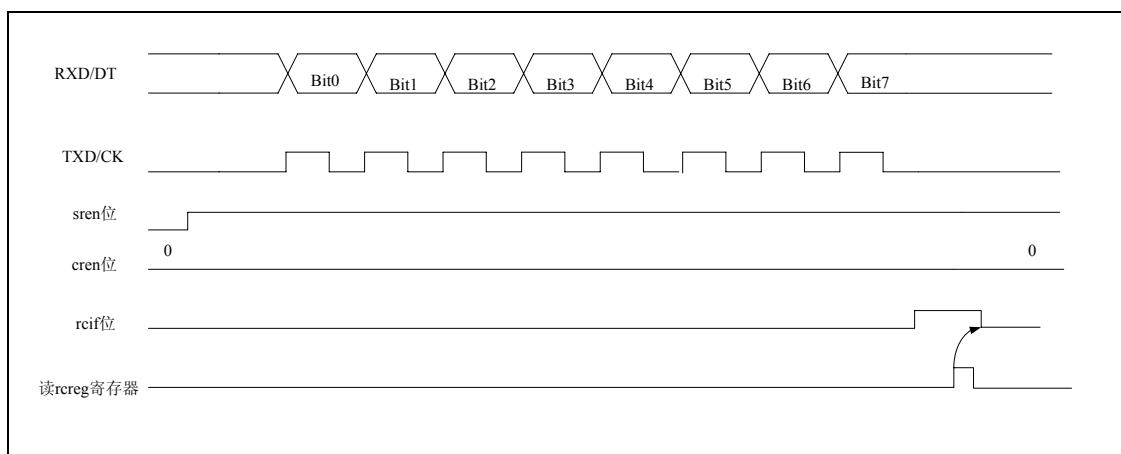 RXD/DT
Bit0 Bit1 Bit2 Bit3 Bit4 Bit5 Bit6 Bit7
TXD/CK
sren位
0 0
cren位
rcif位
读rcreg寄存器